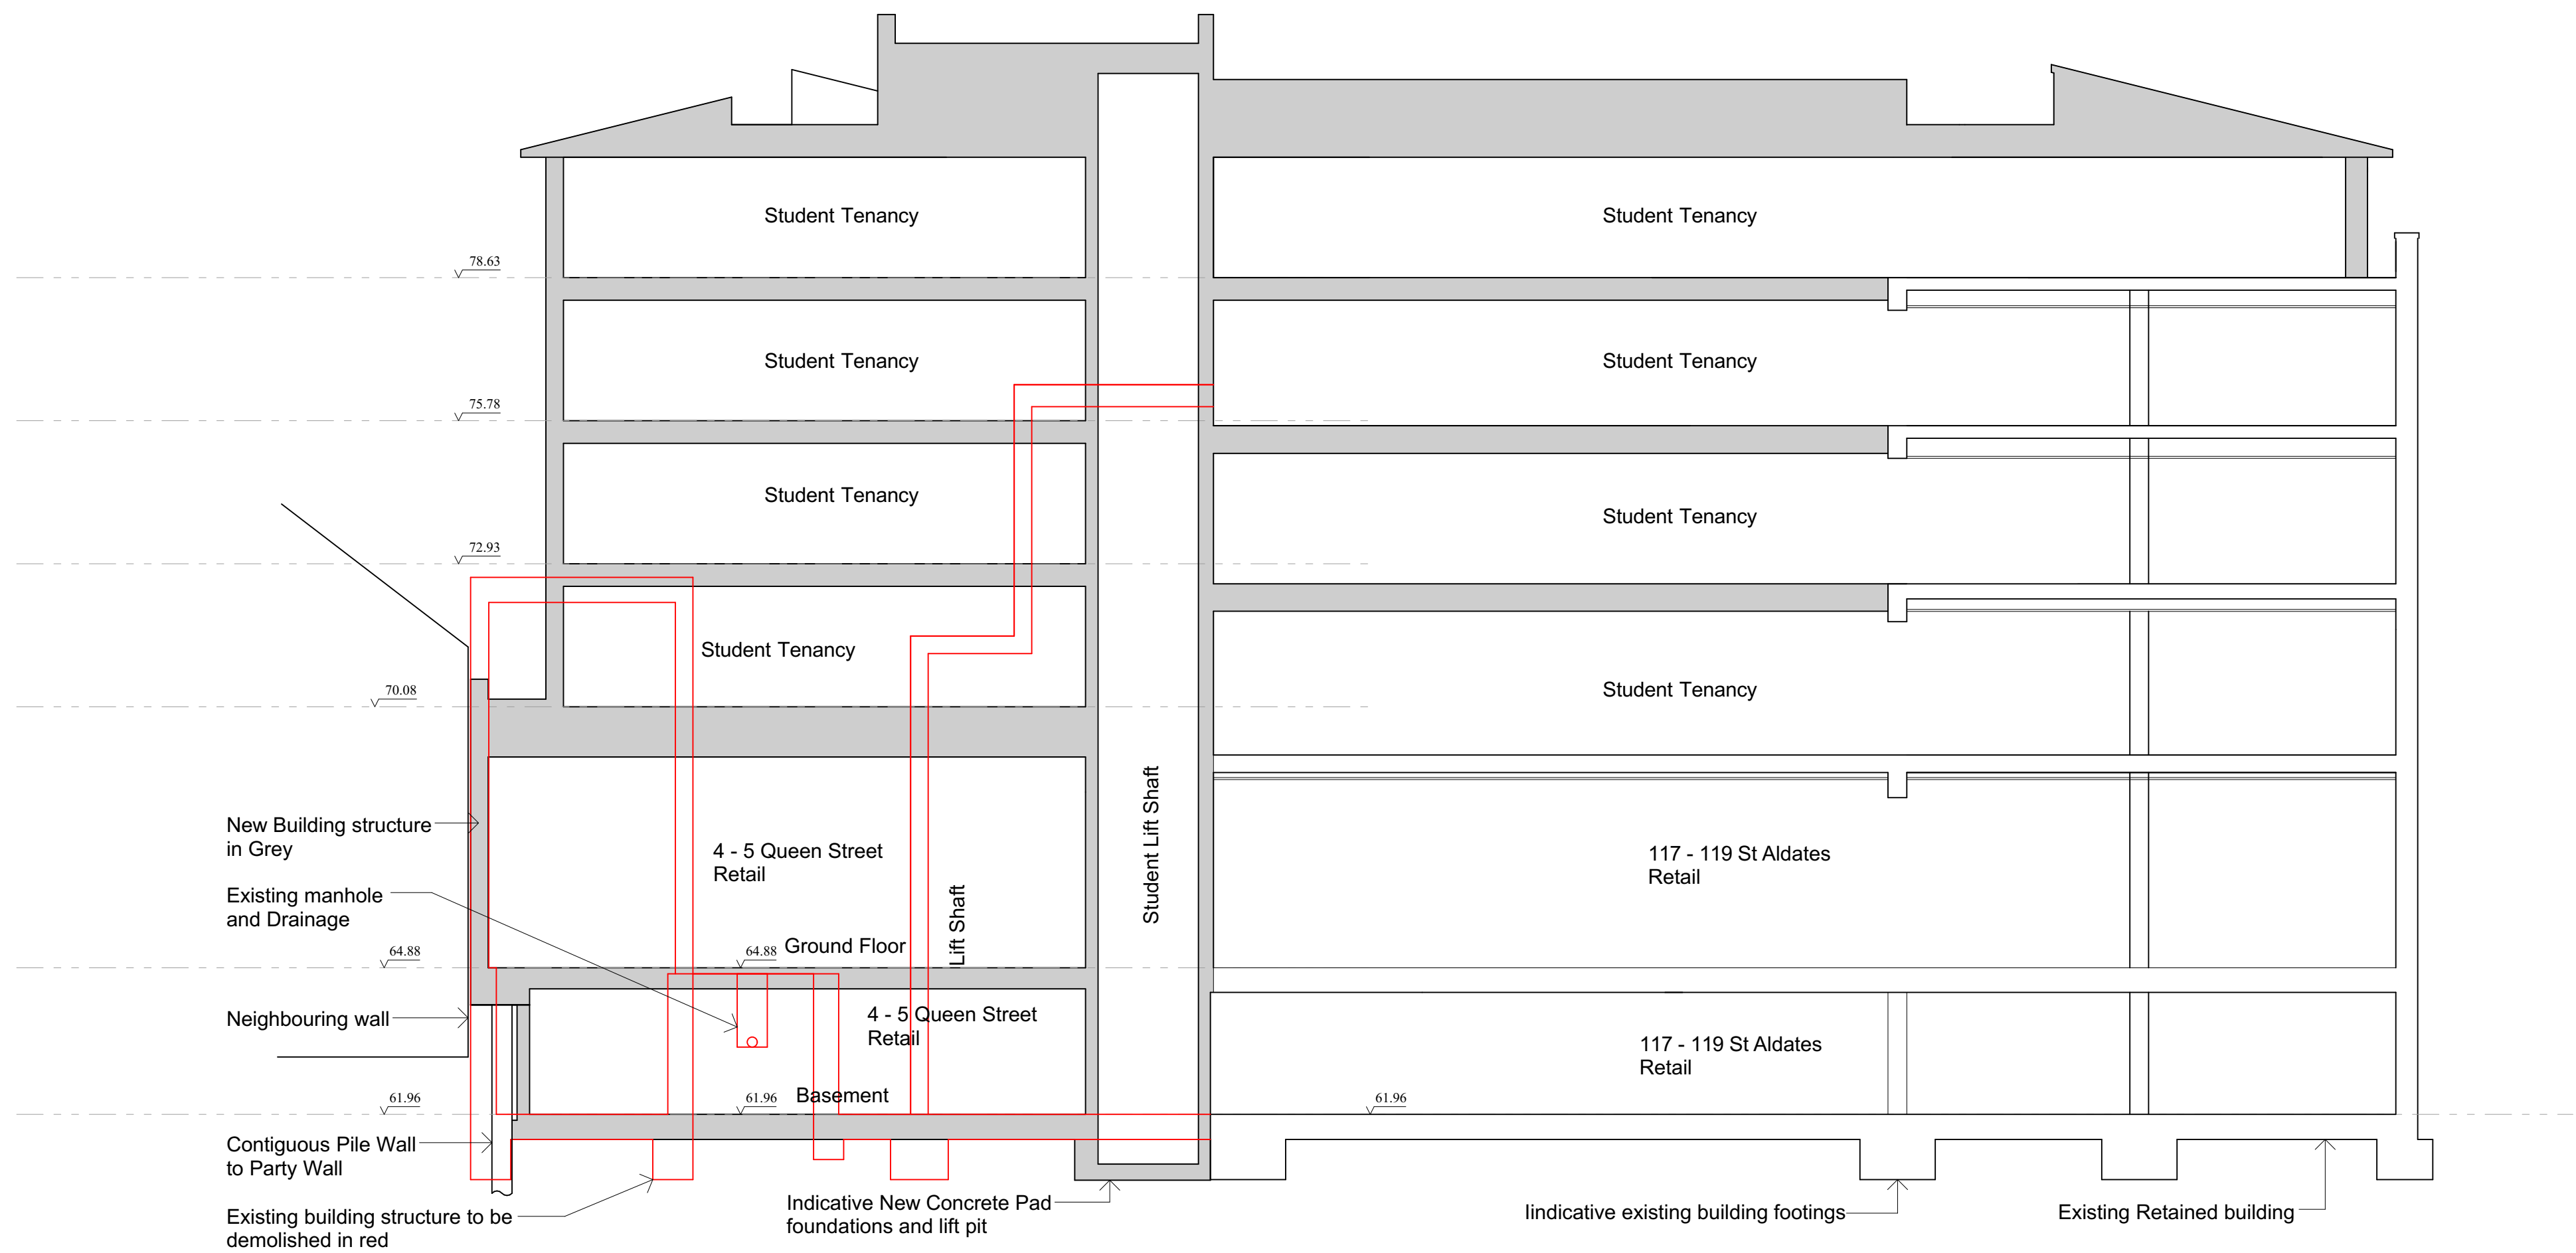 Student Tenancy
Student Tenancy
78.63
Student Tenancy
Student Tenancy
75.78
Student Tenancy
Student Tenancy
72.93
Student Tenancy
Student Tenancy
70.08
New Building structure
in Grey
4 - 5 Queen Street
Retail
Student Lift Shaft
117 - 119 St Aldates
Retail
Existing manhole
and Drainage
Lift Shaft
Ground Floor
64.88
64.88
Neighbouring wall
4 - 5 Queen Street
Retail
117 - 119 St Aldates
Retail
61.96
61.96
Basement
61.96
Contiguous Pile Wall
to Party Wall
Existing building structure to be
demolished in red
Indicative New Concrete Pad
foundations and lift pit
Iindicative existing building footings
Existing Retained building